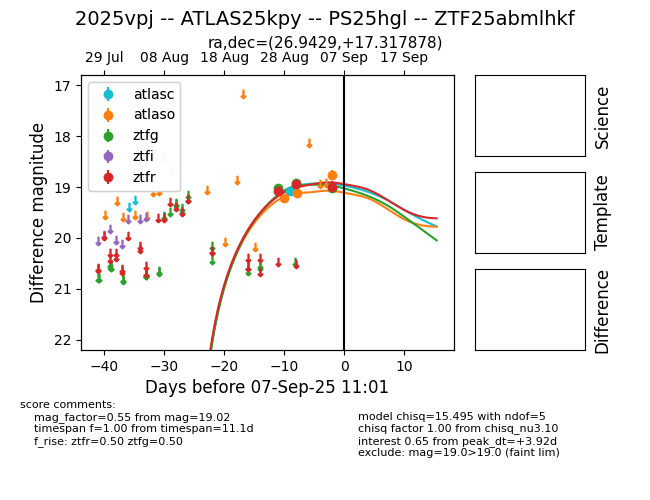 2025vpj -- ATLAS25kpy -- PS25hgl -- ZTF25abmlhkf
ra,dec=(26.9429,+17.317878)
29 Jul 08 Aug 18 Aug 28 Aug 07 Sep 17 Sep
17
18
19
20
21
22
Difference magnitude
atlasc
atlaso
ztfg
ztfi
ztfr
−40 −30 −20 −10 0 10
Days before 07-Sep-25 11:01
Science
Template
Difference
score comments:
mag_factor=0.55 from mag=19.02
timespan f=1.00 from timespan=11.1d
f_rise: ztfr=0.50 ztfg=0.50
model chisq=15.495 with ndof=5
chisq factor 1.00 from chisq_nu3.10
interest 0.65 from peak_dt=+3.92d
exclude: mag=19.0>19.0 (faint lim)